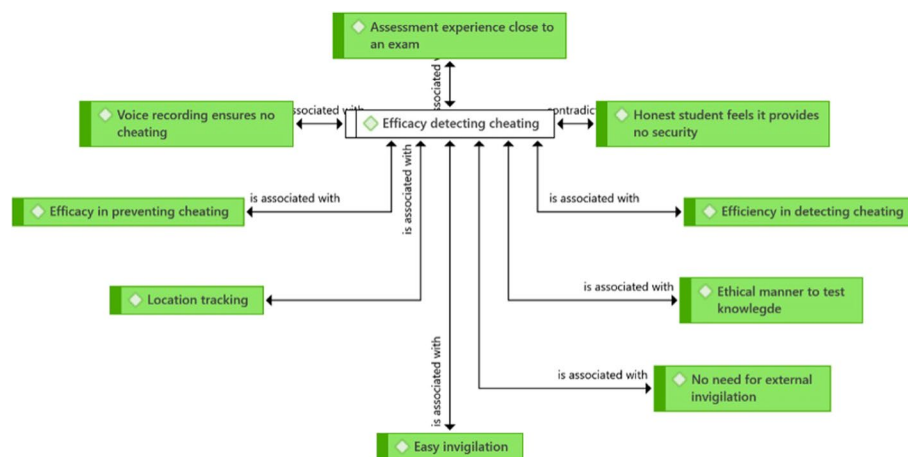 Assessment experience close to
an exam
associated w
Voice recording ensures no
cheating
associated with
Efficacy detecting cheating
contradic
Honest student feels it provides
no security
is associated with
Efficacy in preventing cheating
is associated with
is associated with
Efficiency in detecting cheating
Location tracking
is associated with
Ethical manner to test
knowlegde
is associated with
is associated with
No need for external
invigilation
Easy invigilation